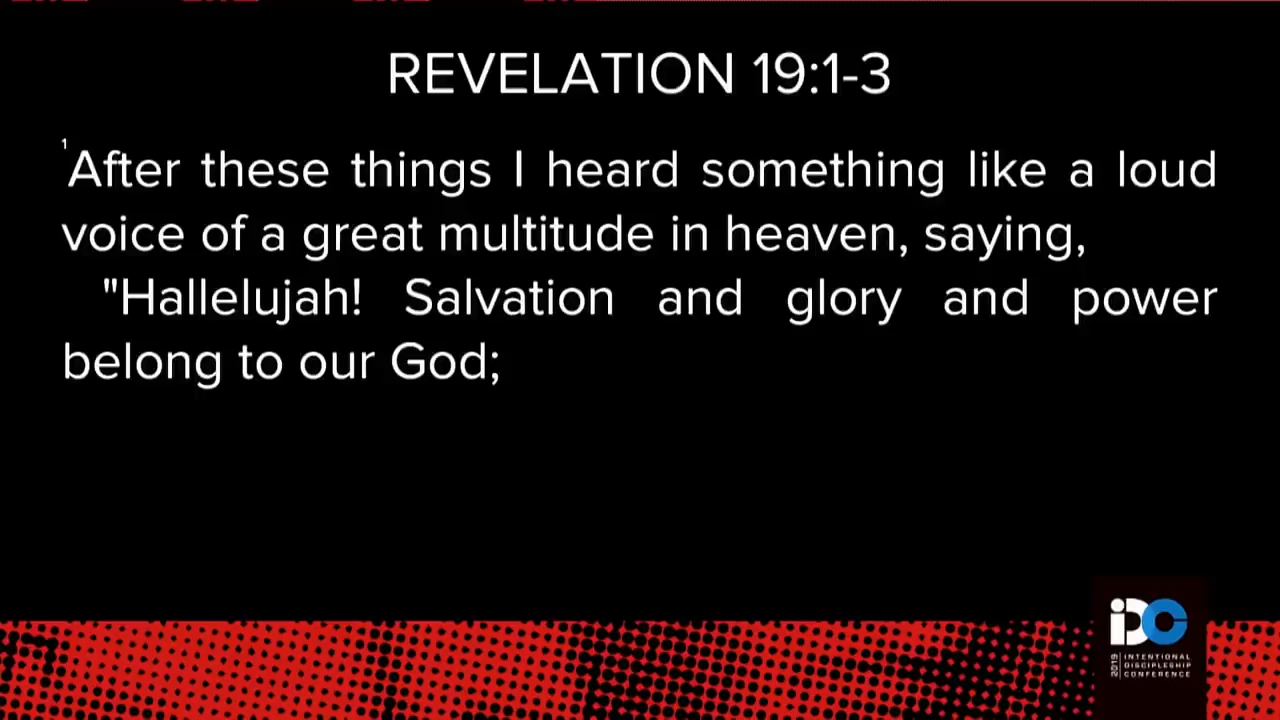 REVELATION 19:1-3
¹After these things I heard something like a loud
voice of a great multitude in heaven, saying,
"Hallelujah! Salvation and glory and power
belong to our God;
iDC
2019
INTENTIONAL
DISCIPLESHIP
CONFERENCE